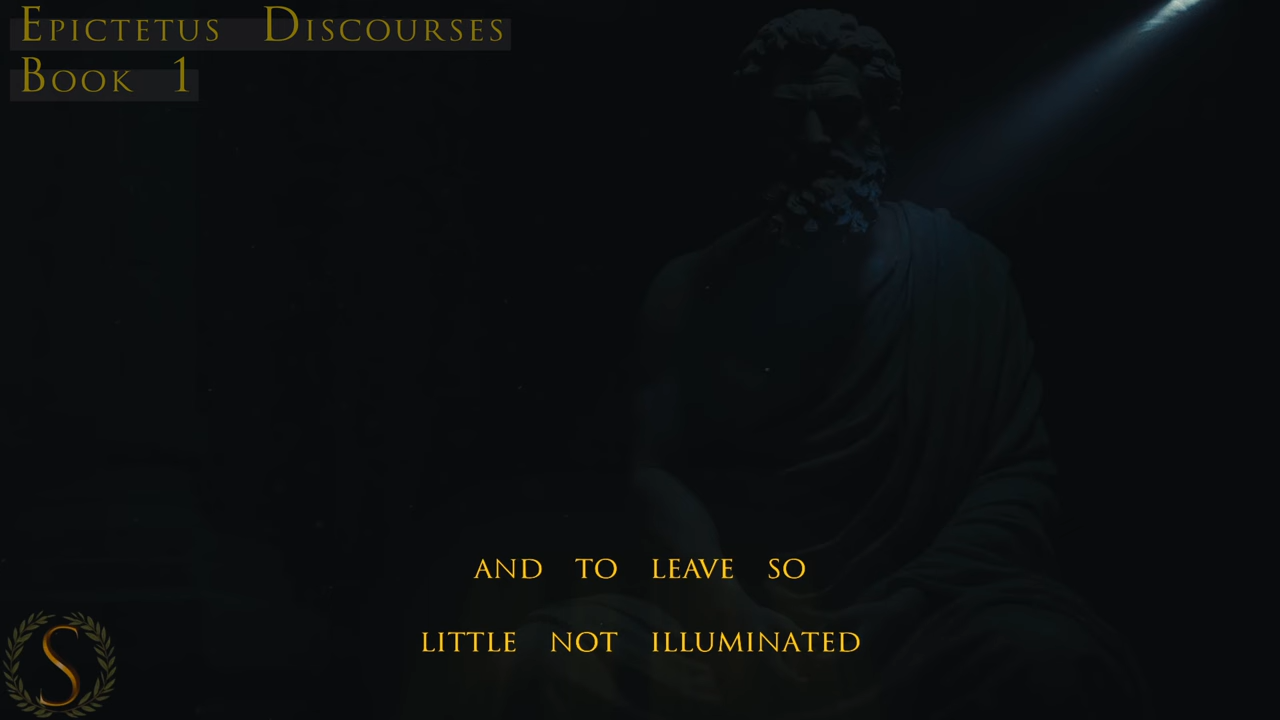 Epictetus Discourses
Book 1
AND TO LEAVE SO
LITTLE NOT ILLUMINATED
S